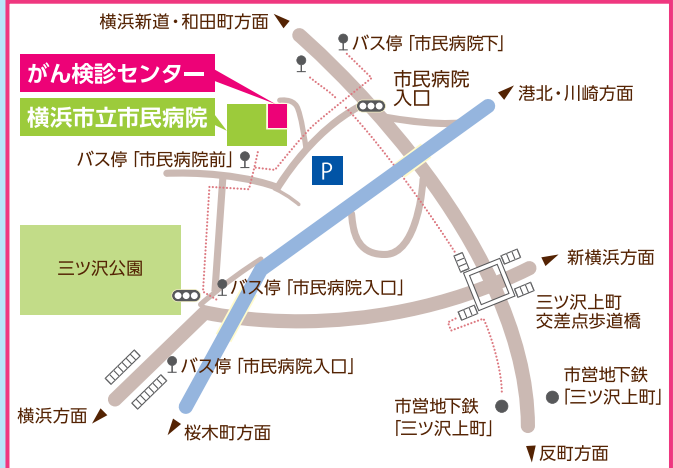 横浜新道・和田町方面
バス停「市民病院下」
がん検診センター
市民病院
入口
港北・川崎方面
横浜市立市民病院
バス停「市民病院前」
P
三ツ沢公園
新横浜方面
バス停「市民病院入口」
三ツ沢上町
交差点歩道橋
バス停「市民病院入口」
市営地下鉄
「三ツ沢上町」
横浜方面
市営地下鉄
「三ツ沢上町」
桜木町方面
反町方面